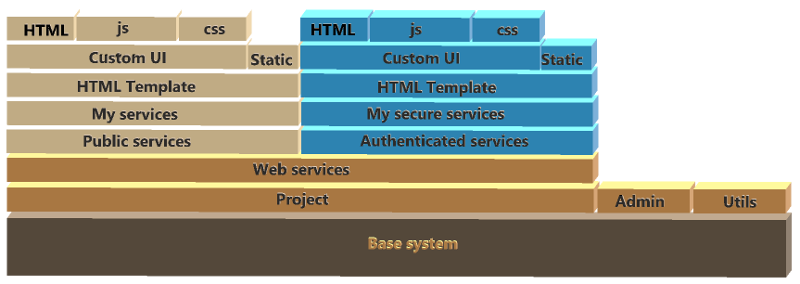 HTML js css HTML js css
Custom UI Static Custom UI Static
HTML Template HTML Template
My services My secure services
Public services Authenticated services
Web services
Project Admin Utils
Base system